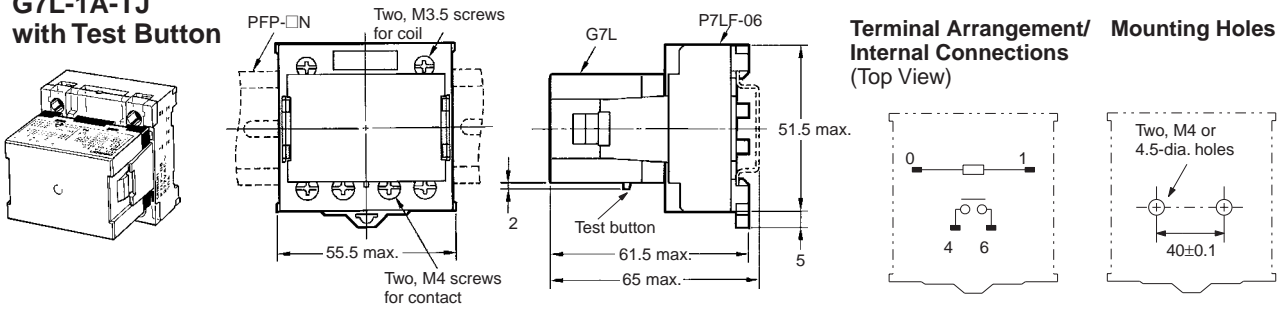 G7L-1A-TJ
with Test Button
PFP-□N
Two, M3.5 screws
for coil
55.5 max.
Two, M4 screws
for contact
2
G7L
P7LF-06
51.5 max.
Test button
61.5 max.
65 max.
5
Terminal Arrangement/
Internal Connections
(Top View)
0
1
4
6
Mounting Holes
Two, M4 or
4.5-dia. holes
40±0.1